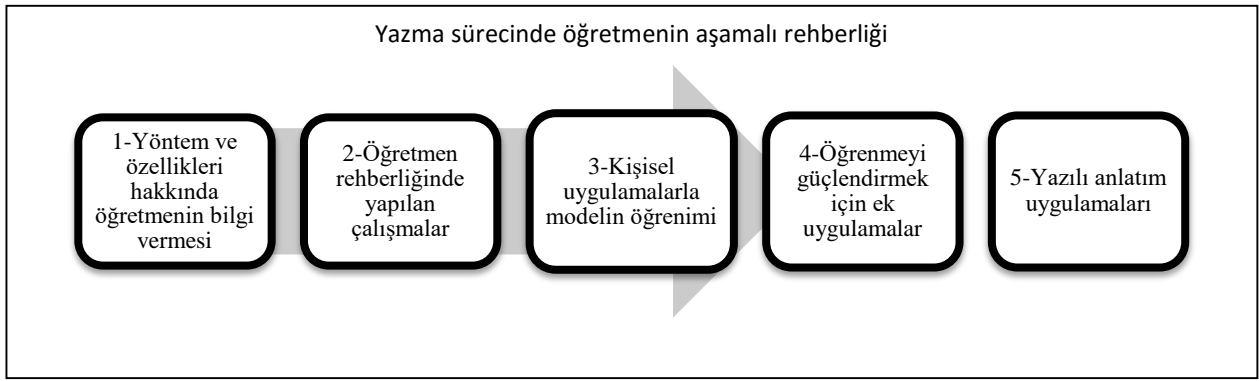 Yazma sürecinde öğretmenin aşamalı rehberliği
1-Yöntem ve
özellikleri
hakkında
öğretmenin bilgi
vermesi
2-Öğretmen
rehberliğinde
yapılan
çalışmalar
3-Kişisel
uygulamalarla
modelin öğrenimi
4-Öğrenmeyi
güçlendirmek
için ek
uygulamalar
5-Yazılı anlatım
uygulamaları